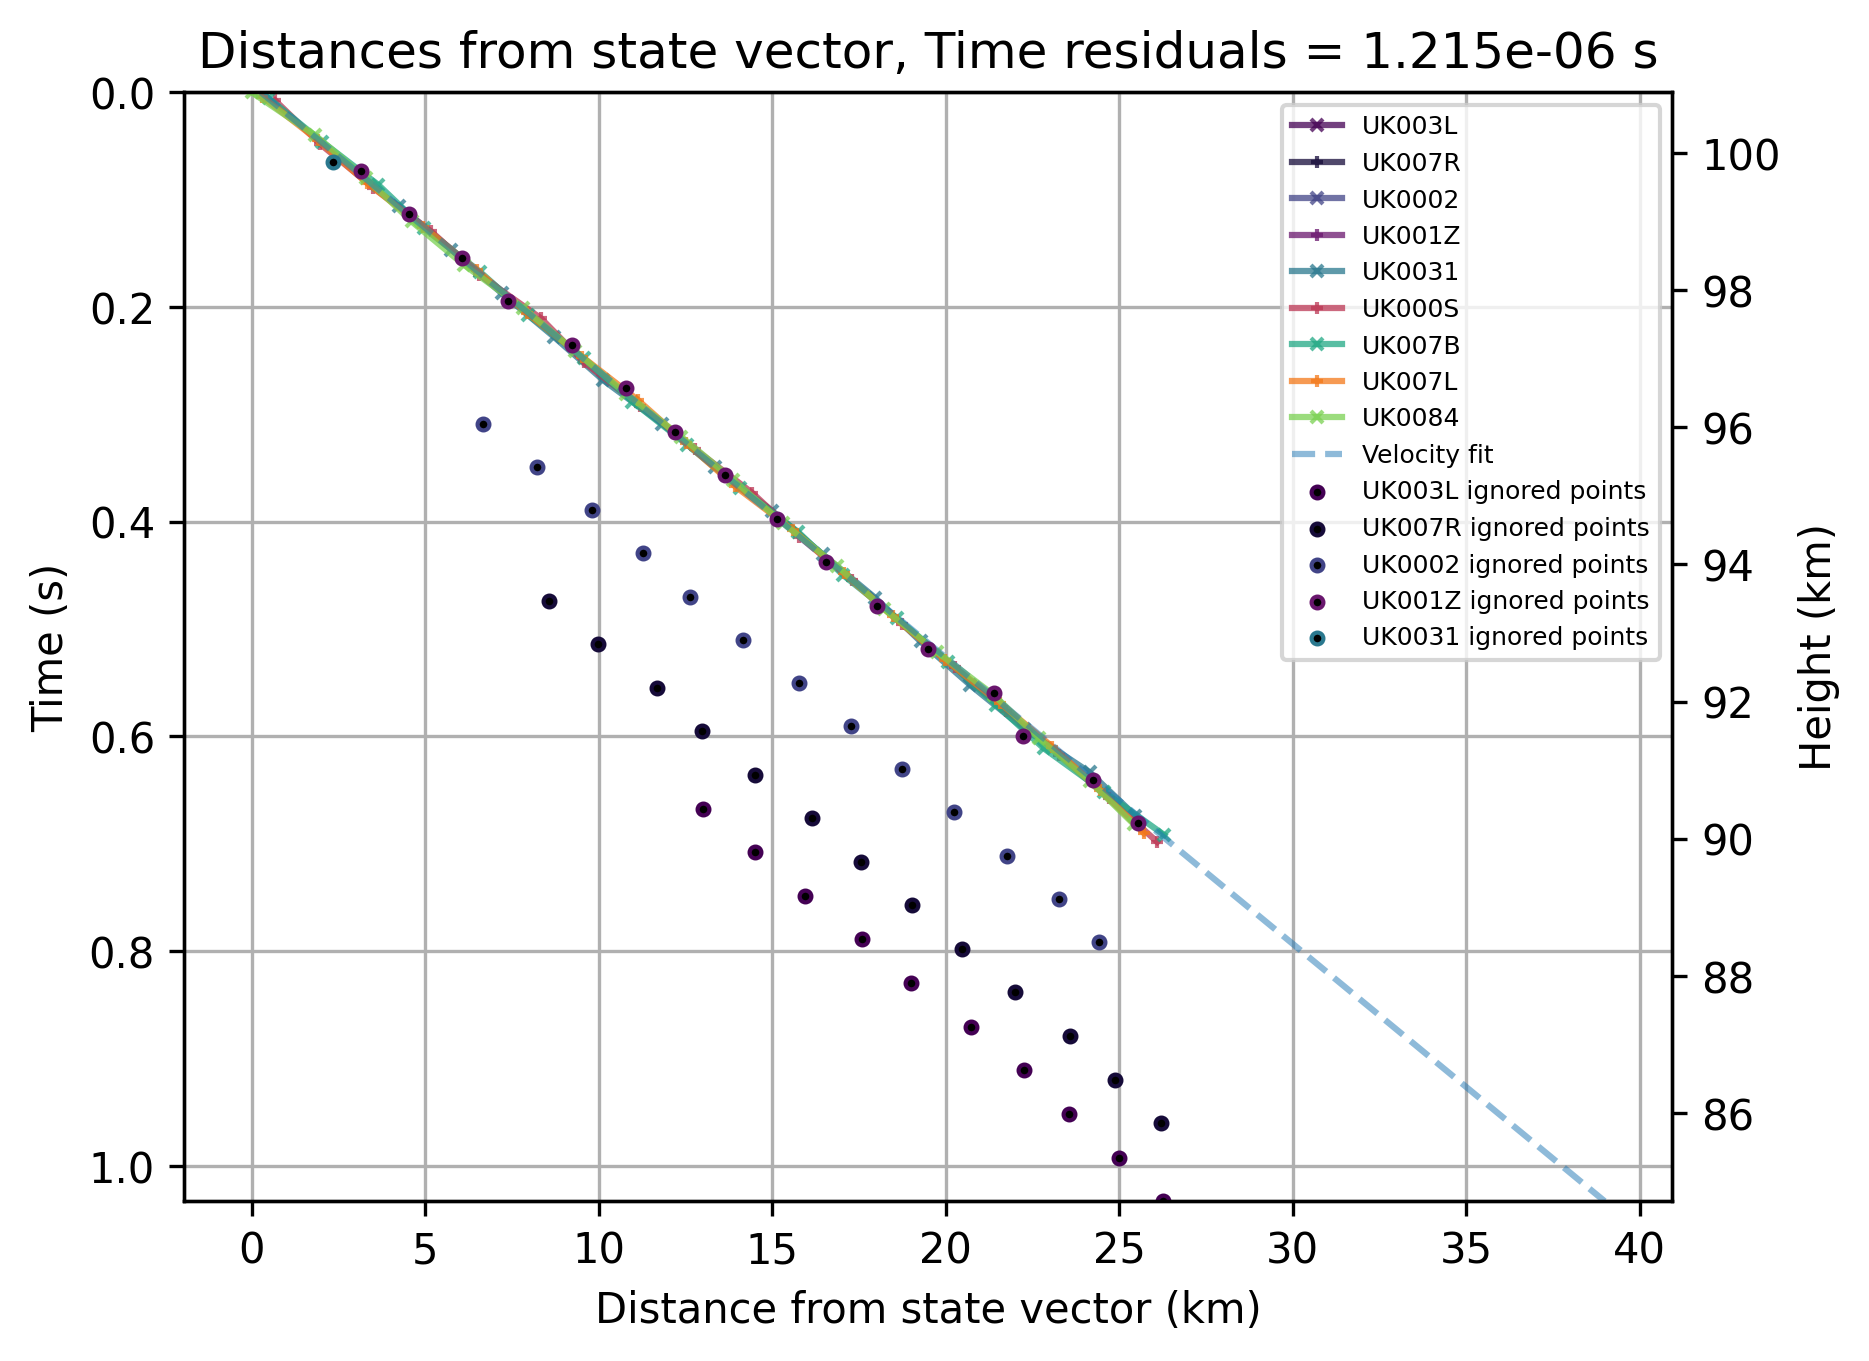 Distances from state vector, Time residuals = 1.215e-06 s
0.0
0.2
0.4
0.6
0.8
1.0
Time (s)
UK003L
UK007R
UK0002
UK001Z
UK0031
UK000S
UK007B
UK007L
UK0084
Velocity fit
UK003L ignored points
UK007R ignored points
UK0002 ignored points
UK001Z ignored points
UK0031 ignored points
100
98
96
94
92
90
88
86
Height (km)
0 5 10 15 20 25 30 35 40
Distance from state vector (km)